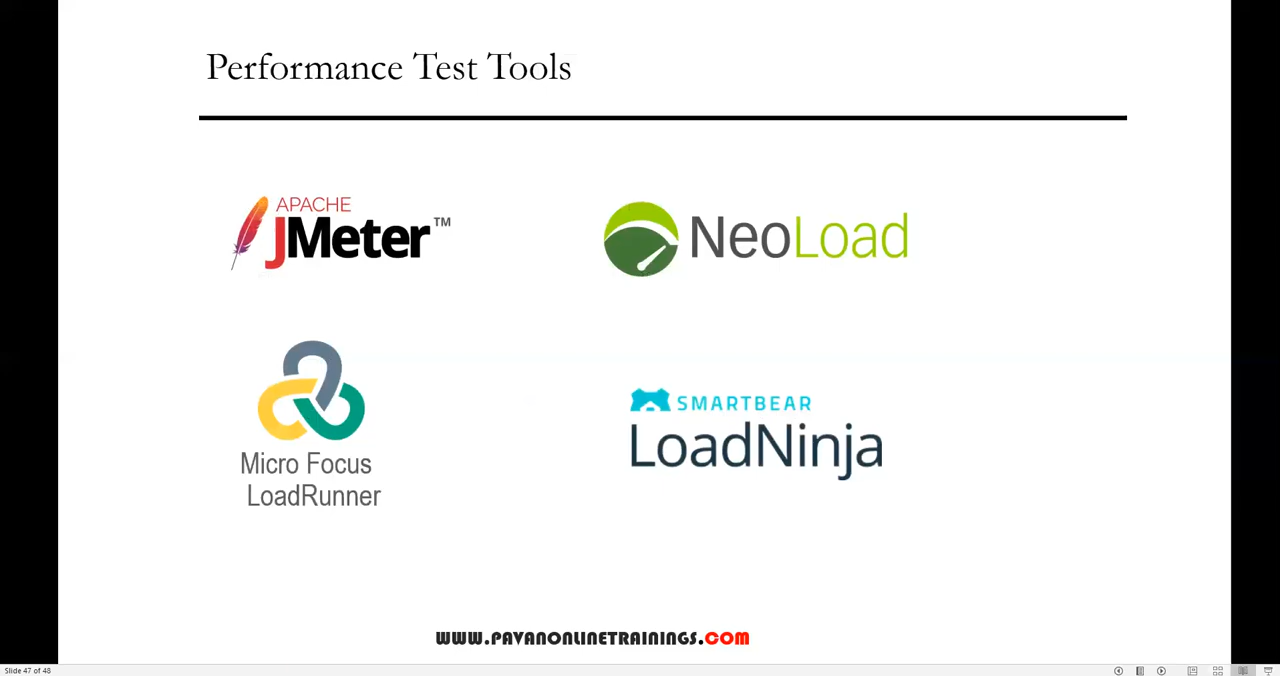 Performance Test Tools
APACHE
JMeter™
NeoLoad
Micro Focus
LoadRunner
SMARTBEAR
LoadNinja
WWW.PAVANONLINETRAININGS.COM
Slide 47 of 48